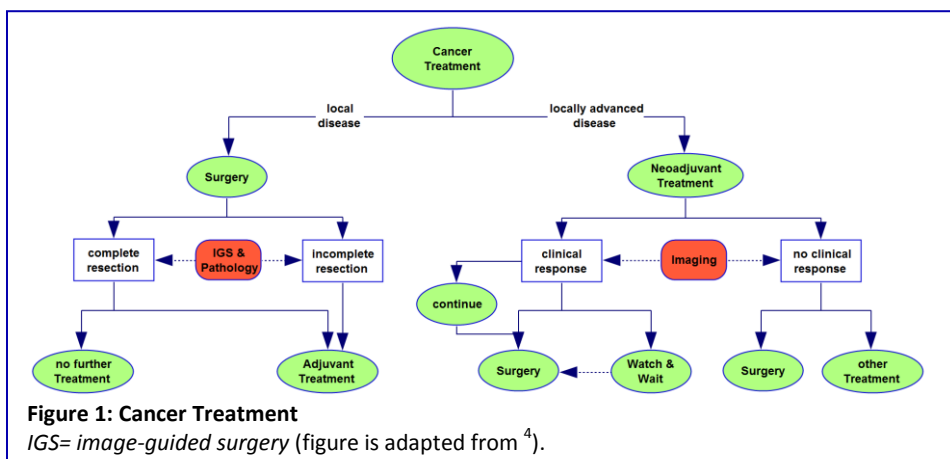 Cancer
Treatment
local
disease
locally advanced
disease
Surgery
Neoadjuvant
Treatment
complete
resection
IGS &
Pathology
incomplete
resection
clinical
response
Imaging
no clinical
response
continue
no further
Treatment
Adjuvant
Treatment
Surgery
Watch &
Wait
Surgery
other
Treatment
Figure 1: Cancer Treatment
IGS= image-guided surgery (figure is adapted from 4).